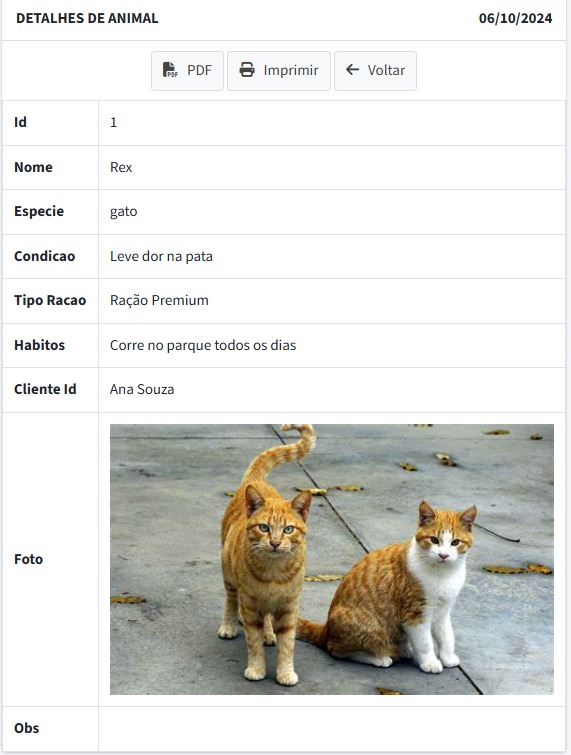 DETALHES DE ANIMAL 06/10/2024
PDF Imprimir Voltar
Id 1
Nome Rex
Especie gato
Condicao Leve dor na pata
Tipo Racao Ração Premium
Habitos Corre no parque todos os dias
Cliente Id Ana Souza
Foto
Obs